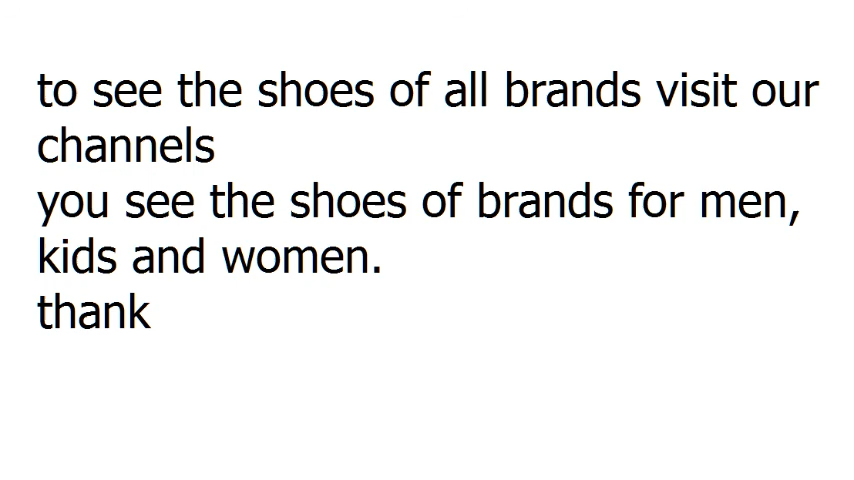 to see the shoes of all brands visit our
channels
you see the shoes of brands for men,
kids and women.
thank